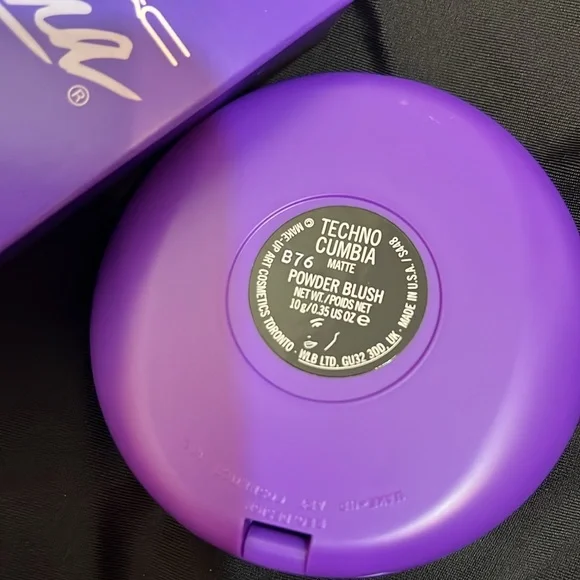 TECHNO
CUMBIA
B76
MATTE
POWDER BLUSH
NET WT./POIDS NET
10 g/0.35 US OZ e
© MAKE-UP ART COSMETICS TORONTO · WLB LTD, GU32 3DD, UK · MADE IN U.S.A. / S448
®